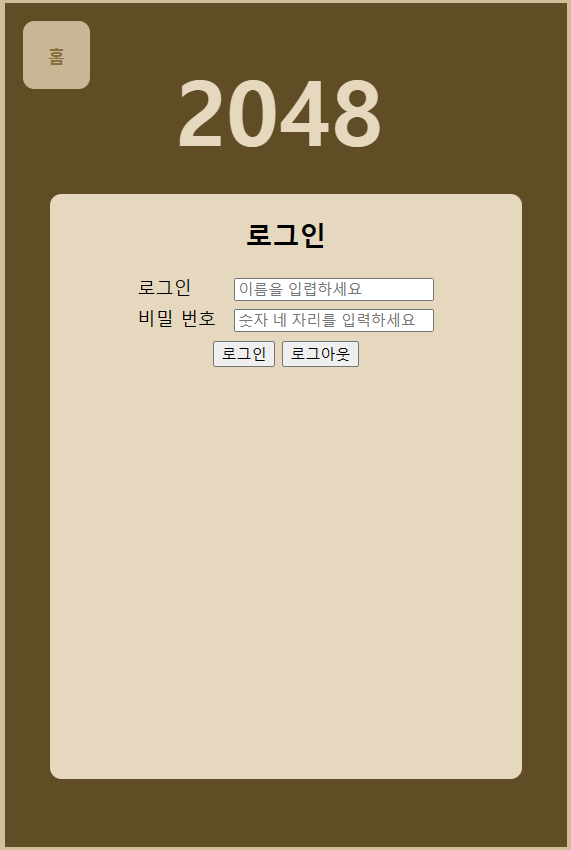 홈
2048
로그인
로그인 이름을 입렵하세요
비밀 번호 숫자 네 자리를 입력하세요
로그인 로그아웃